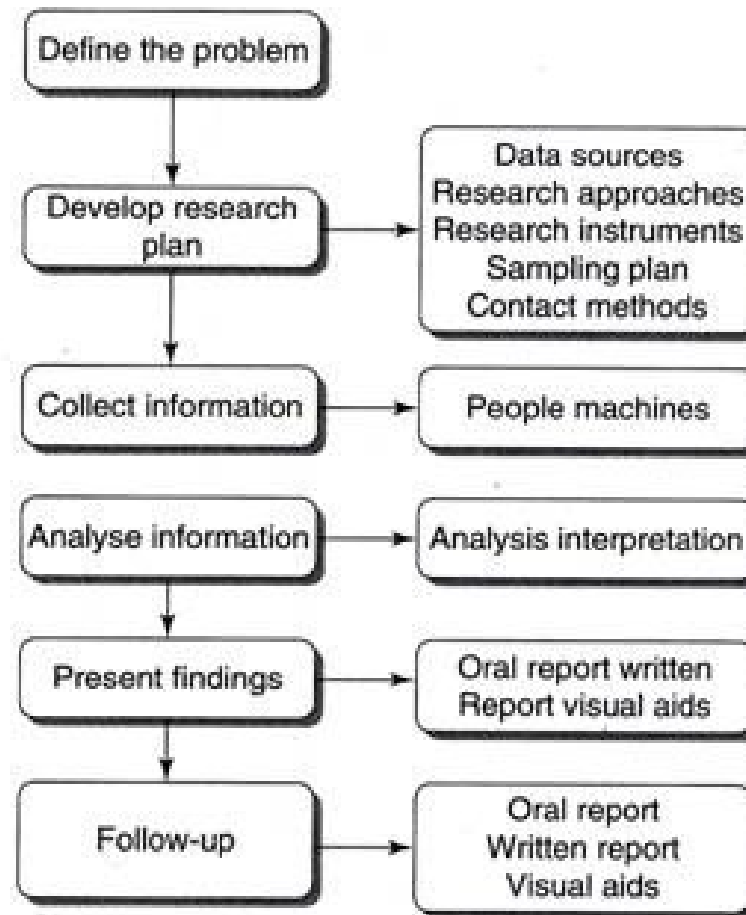 Define the problem
Develop research
plan
Data sources
Research approaches
Research instruments
Sampling plan
Contact methods
Collect information
People machines
Analyse information
Analysis interpretation
Present findings
Oral report written
Report visual aids
Follow-up
Oral report
Written report
Visual aids